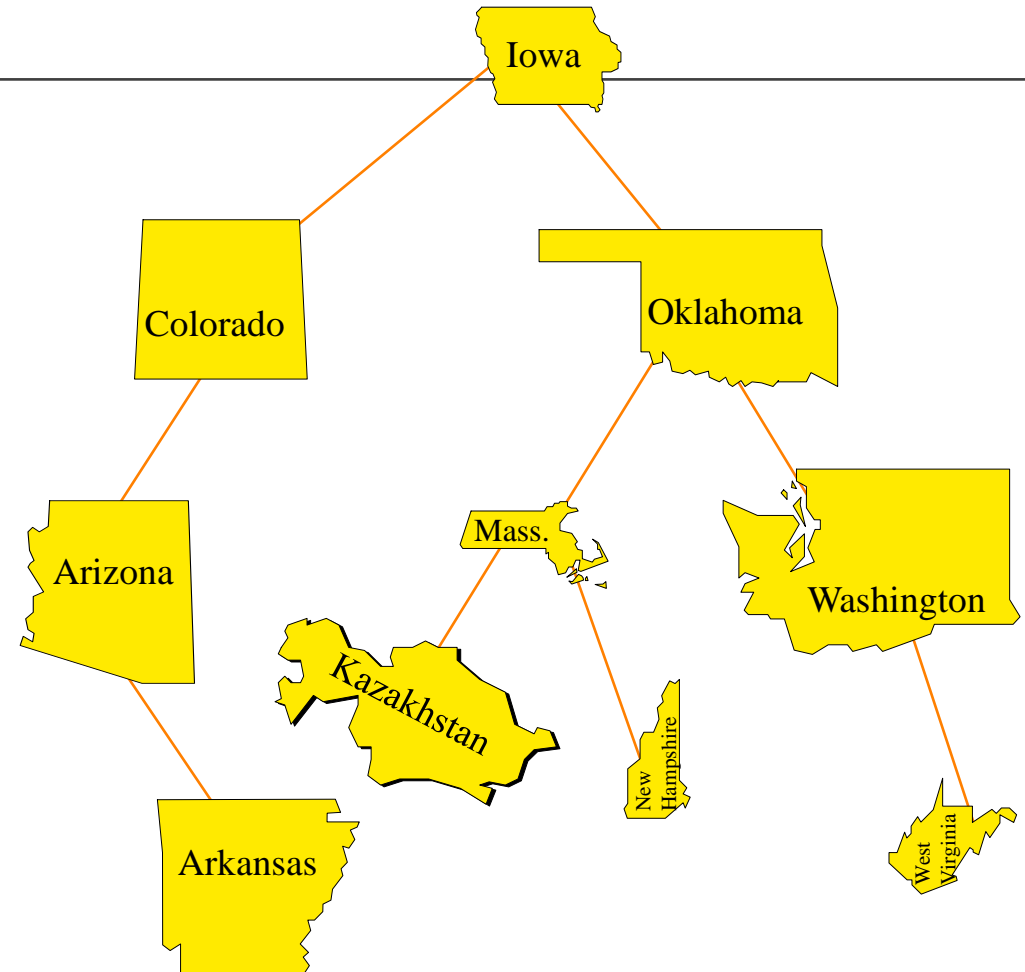 Iowa
Colorado
Oklahoma
Arizona
Mass.
Washington
Kazakhstan
New
Hampshire
Arkansas
West
Virginia